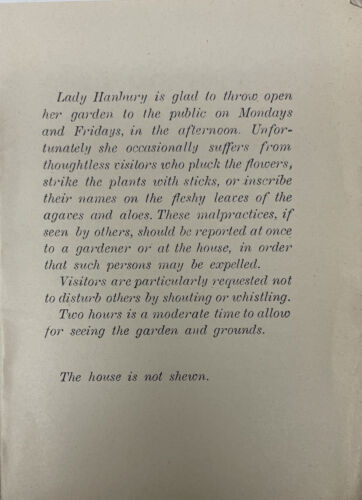 Lady Hanbury is glad to throw open
her garden to the public on Mondays
and Fridays, in the afternoon. Unfor-
tunately she occasionally suffers from
thoughtless visitors who pluck the flowers,
strike the plants with sticks, or inscribe
their names on the fleshy leaves of the
agaves and aloes. These malpractices, if
seen by others, should be reported at once
to a gardener or at the house, in order
that such persons may be expelled.
Visitors are particularly requested not
to disturb others by shouting or whistling.
Two hours is a moderate time to allow
for seeing the garden and grounds.
The house is not shewn.